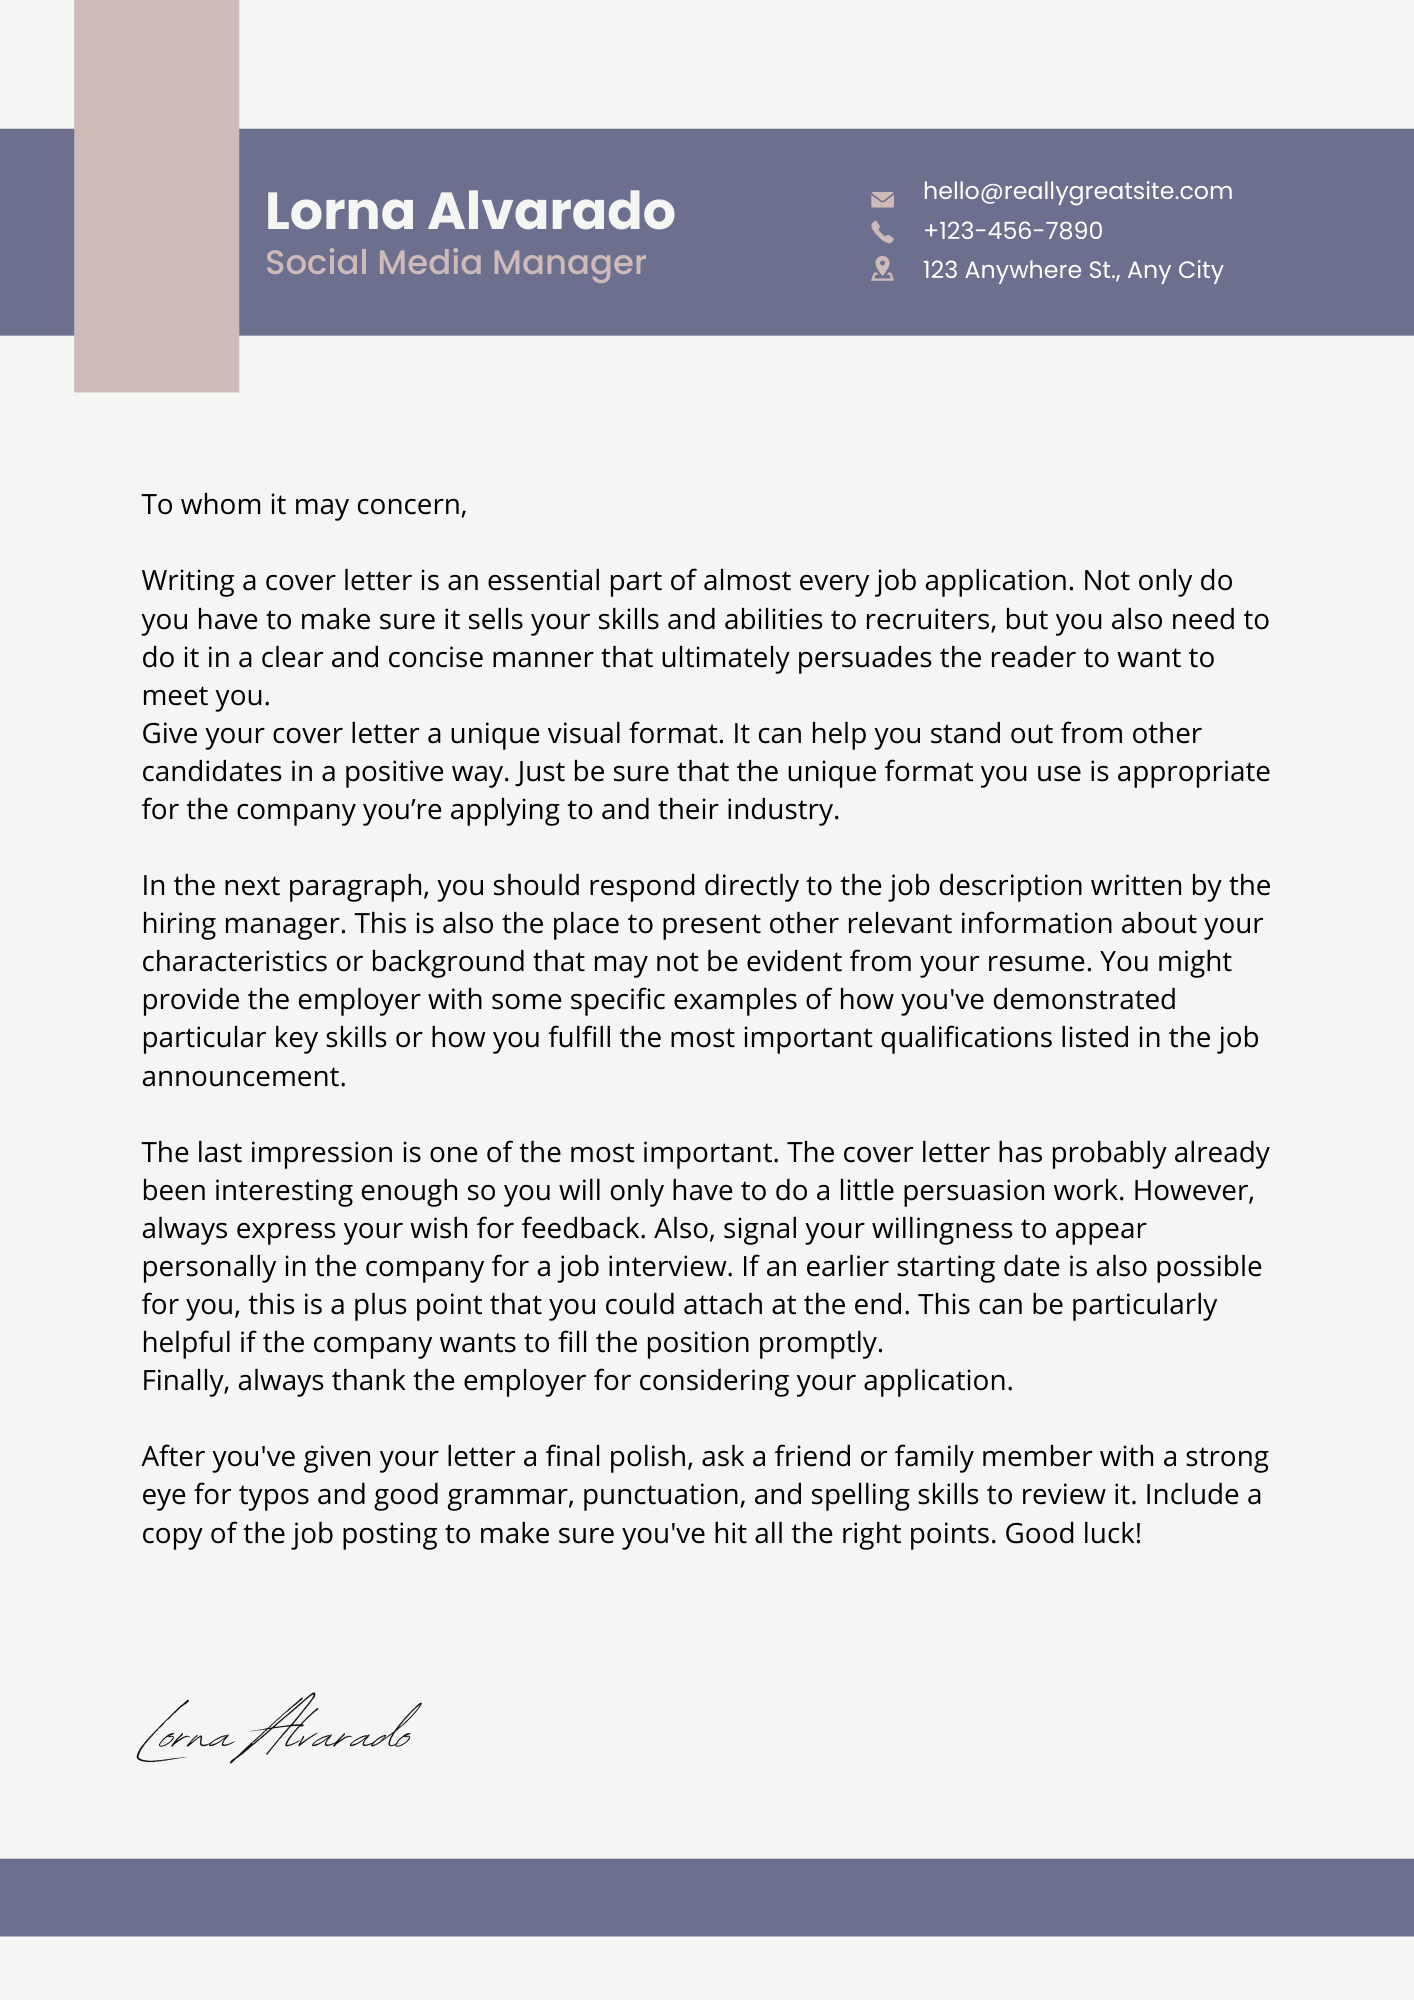 Lorna Alvarado
Social Media Manager
hello@reallygreatsite.com
+123-456-7890
123 Anywhere St., Any City
To whom it may concern,
Writing a cover letter is an essential part of almost every job application. Not only do
you have to make sure it sells your skills and abilities to recruiters, but you also need to
do it in a clear and concise manner that ultimately persuades the reader to want to
meet you.
Give your cover letter a unique visual format. It can help you stand out from other
candidates in a positive way. Just be sure that the unique format you use is appropriate
for the company you’re applying to and their industry.
In the next paragraph, you should respond directly to the job description written by the
hiring manager. This is also the place to present other relevant information about your
characteristics or background that may not be evident from your resume. You might
provide the employer with some specific examples of how you've demonstrated
particular key skills or how you fulfill the most important qualifications listed in the job
announcement.
The last impression is one of the most important. The cover letter has probably already
been interesting enough so you will only have to do a little persuasion work. However,
always express your wish for feedback. Also, signal your willingness to appear
personally in the company for a job interview. If an earlier starting date is also possible
for you, this is a plus point that you could attach at the end. This can be particularly
helpful if the company wants to fill the position promptly.
Finally, always thank the employer for considering your application.
After you've given your letter a final polish, ask a friend or family member with a strong
eye for typos and good grammar, punctuation, and spelling skills to review it. Include a
copy of the job posting to make sure you've hit all the right points. Good luck!
Lorna Alvarado